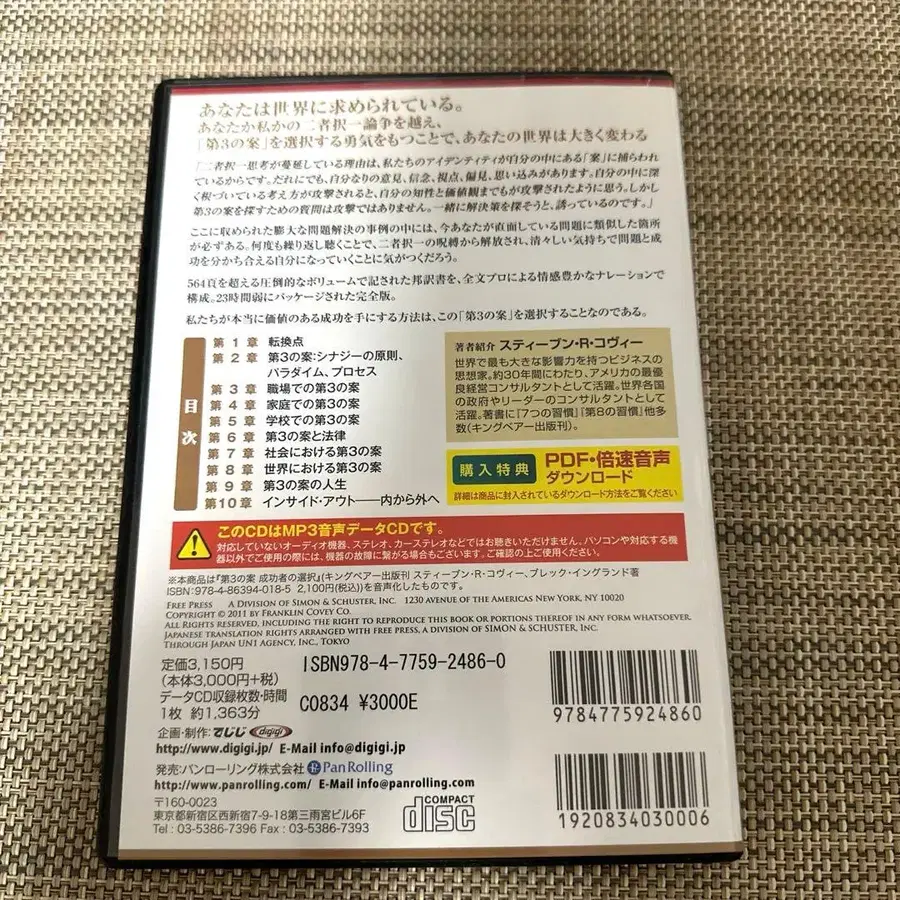 あなたは世界に求められている。
あなたか私かの二者択一論争を越え、
「第3の案」を選択する勇気をもつことで、あなたの世界は大きく変わる
「二者択一思考が蔓延している理由は、私たちのアイデンティティが自分の中にある「案」に捕らわれ
ているからです。だれにでも、自分なりの意見、信念、視点、偏見、思い込みがあります。自分の中に深
く根づいている考え方が攻撃されると、自分の知性と価値観までもが攻撃されたように思う。しかし
第3の案を探すための質問は攻撃ではありません。一緒に解決策を探そうと、誘っているのです。」
ここに収められた膨大な問題解決の事例の中には、今あなたが直面している問題に類似した箇所
が必ずある。何度も繰り返し聴くことで、二者択一の呪縛から解放され、清々しい気持ちで問題と成
功を分かち合える自分になっていくことに気がつくだろう。
564頁を超える圧倒的なボリュームで記された邦訳書を、全文プロによる情感豊かなナレーションで
構成。23時間弱にパッケージされた完全版。
私たちが本当に価値のある成功を手にする方法は、この「第3の案」を選択することなのである。
目次
第1章 転換点
第2章 第3の案:シナジーの原則、
パラダイム、プロセス
第3章 職場での第3の案
第4章 家庭での第3の案
第5章 学校での第3の案
第6章 第3の案と法律
第7章 社会における第3の案
第8章 世界における第3の案
第9章 第3の案の人生
第10章 インサイド・アウト——内から外へ
著者紹介 スティーブン・R・コヴィー
世界で最も大きな影響力を持つビジネスの
思想家。約30年間にわたり、アメリカの最優
良経営コンサルタントとして活躍。世界各国
の政府やリーダーのコンサルタントとして
活躍。著書に『7つの習慣』『第8の習慣』他多
数(キングベアー出版刊)。
購入特典 PDF・倍速音声
ダウンロード
詳細は商品に封入されているダウンロード方法をご覧ください
このCDはMP3音声データCDです。
対応していないオーディオ機器、ステレオ、カーステレオなどではお聴きいただけません。パソコンや対応する機
器以外でご使用の際には、機器の故障に繋がる場合もございます。ご確認の上ご使用ください。
※本商品は『第3の案 成功者の選択』(キングベアー出版刊 スティーブン・R・コヴィー、ブレック・イングランド著
ISBN:978-4-86394-018-5 2,100円(税込))を音声化したものです。
FREE PRESS A DIVISION OF SIMON & SCHUSTER, INC. 1230 AVENUE OF THE AMERICAS NEW YORK, NY 10020
COPYRIGHT © 2011 BY FRANKLIN COVEY CO.
ALL RIGHTS RESERVED, INCLUDING THE RIGHT TO REPRODUCE THIS BOOK OR PORTIONS THEREOF IN ANY FORM WHATSOEVER.
JAPANESE TRANSLATION RIGHTS ARRANGED WITH FREE PRESS, A DIVISION OF SIMON & SCHUSTER, INC.
THROUGH JAPAN UNI AGENCY, INC., TOKYO
定価3,150円
(本体3,000円+税)
データCD収録枚数・時間
1枚 約1,363分
ISBN978-4-7759-2486-0
C0834 ¥3000E
9784775924860
企画・制作:でじじ digigi
http://www.digigi.jp/ E-Mail info@digigi.jp
発売:パンローリング株式会社 PanRolling
http://www.panrolling.com/ E-Mail info@panrolling.com
〒160-0023
東京都新宿区西新宿7-9-18第三雨宮ビル6F
Tel : 03-5386-7396 Fax : 03-5386-7393
COMPACT
disc
1920834030006